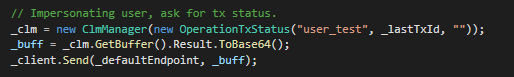 // Impersonating user, ask for tx status.
_clm = new ClmManager(new OperationTxStatus("user_test", _lastTxId, ""));
_buff = _clm.GetBuffer().Result.ToBase64();
_client.Send(_defaultEndpoint, _buff);